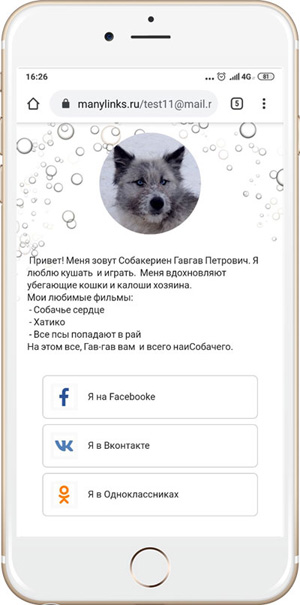 16:26
4G
81
manylinks.ru/test11@mail.r
5
Привет! Меня зовут Собакериен Гавгав Петрович. Я
люблю кушать и играть. Меня вдохновляют
убегающие кошки и калоши хозяина.
Мои любимые фильмы:
- Собачье сердце
- Хатико
- Все псы попадают в рай
На этом все, Гав-гав вам и всего наиСобачего.
Я на Facebooke
Я в Вконтакте
Я в Одноклассниках